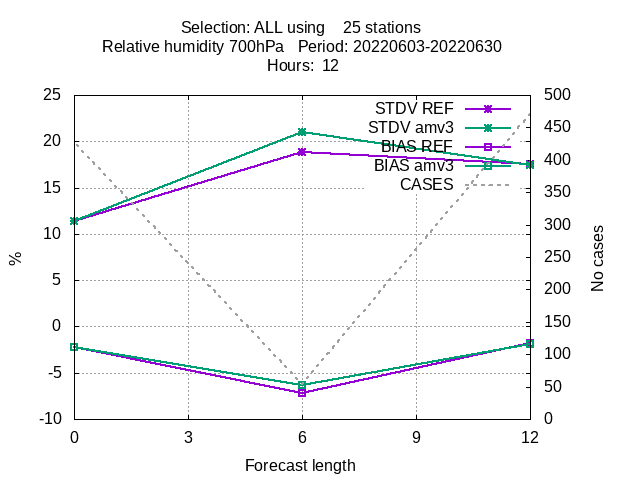 Selection: ALL using    25 stations
Relative humidity 700hPa   Period: 20220603-20220630
Hours:  12
25
20
15
10
5
0
-5
-10
%
STDV REF
STDV amv3
BIAS REF
BIAS amv3
CASES
500
450
400
350
300
250
200
150
100
50
0
No cases
0
3
6
9
12
Forecast length